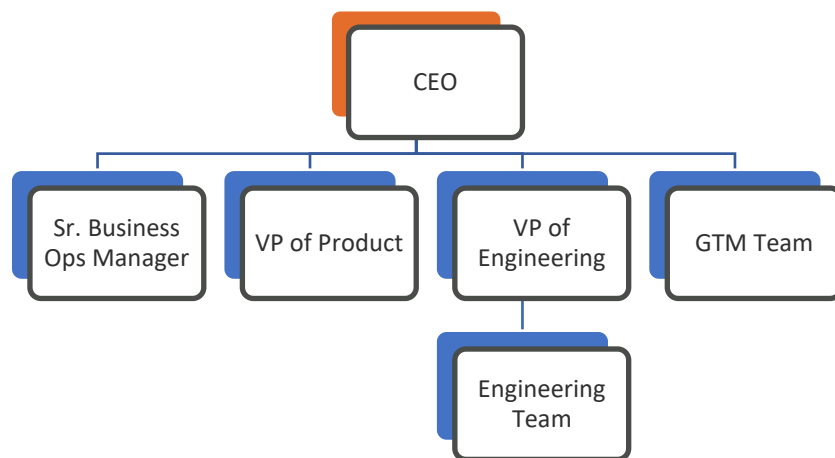 CEO
Sr. Business
Ops Manager
VP of Product
VP of
Engineering
GTM Team
Engineering
Team